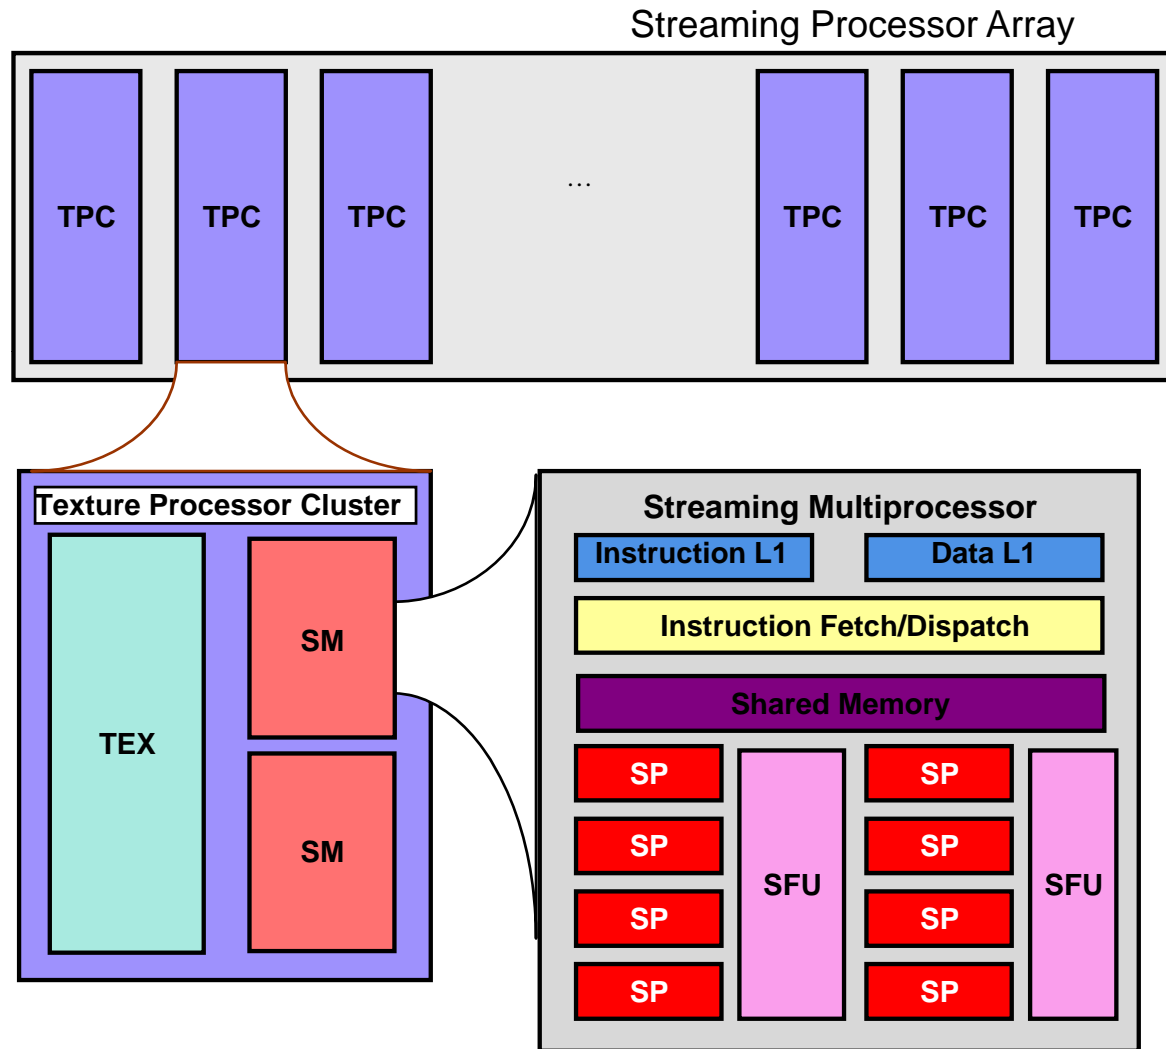 Streaming Processor Array
TPC TPC TPC ... TPC TPC TPC
Texture Processor Cluster
TEX
SM
SM
Streaming Multiprocessor
Instruction L1 Data L1
Instruction Fetch/Dispatch
Shared Memory
SP SP
SP SP
SFU SFU
SP SP
SP SP